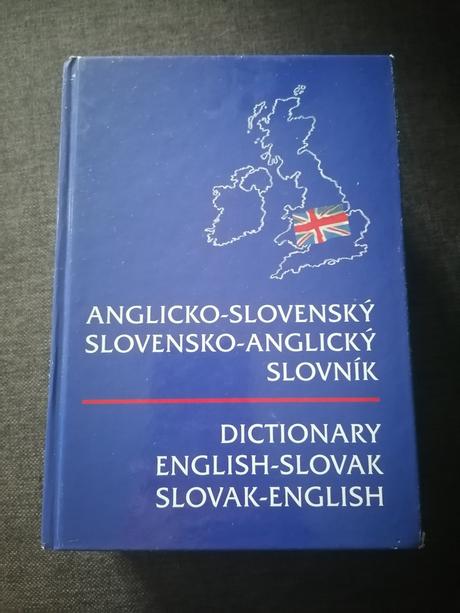 ANGLICKO-SLOVENSKÝ
SLOVENSKO-ANGLICKÝ
SLOVNÍK
DICTIONARY
ENGLISH-SLOVAK
SLOVAK-ENGLISH